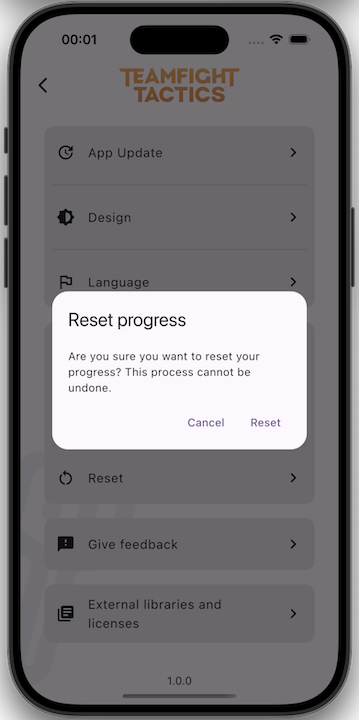 00:01
TEAMFIGHT
TACTICS
App Update
Design
Language
Reset progress
Are you sure you want to reset your
progress? This process cannot be
undone.
Cancel
Reset
Reset
Give feedback
External libraries and
licenses
1.0.0